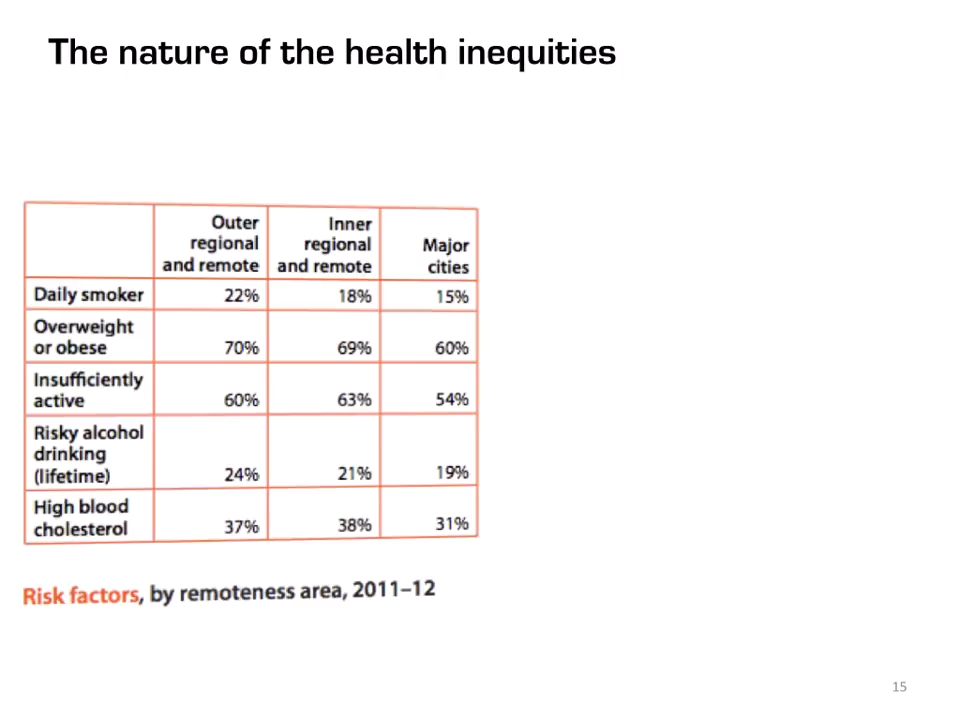 The nature of the health inequities
Outer regional and remote
Inner regional and remote
Major cities
Daily smoker 22% 18% 15%
Overweight or obese 70% 69% 60%
Insufficiently active 60% 63% 54%
Risky alcohol drinking (lifetime) 24% 21% 19%
High blood cholesterol 37% 38% 31%
Risk factors, by remoteness area, 2011–12
15